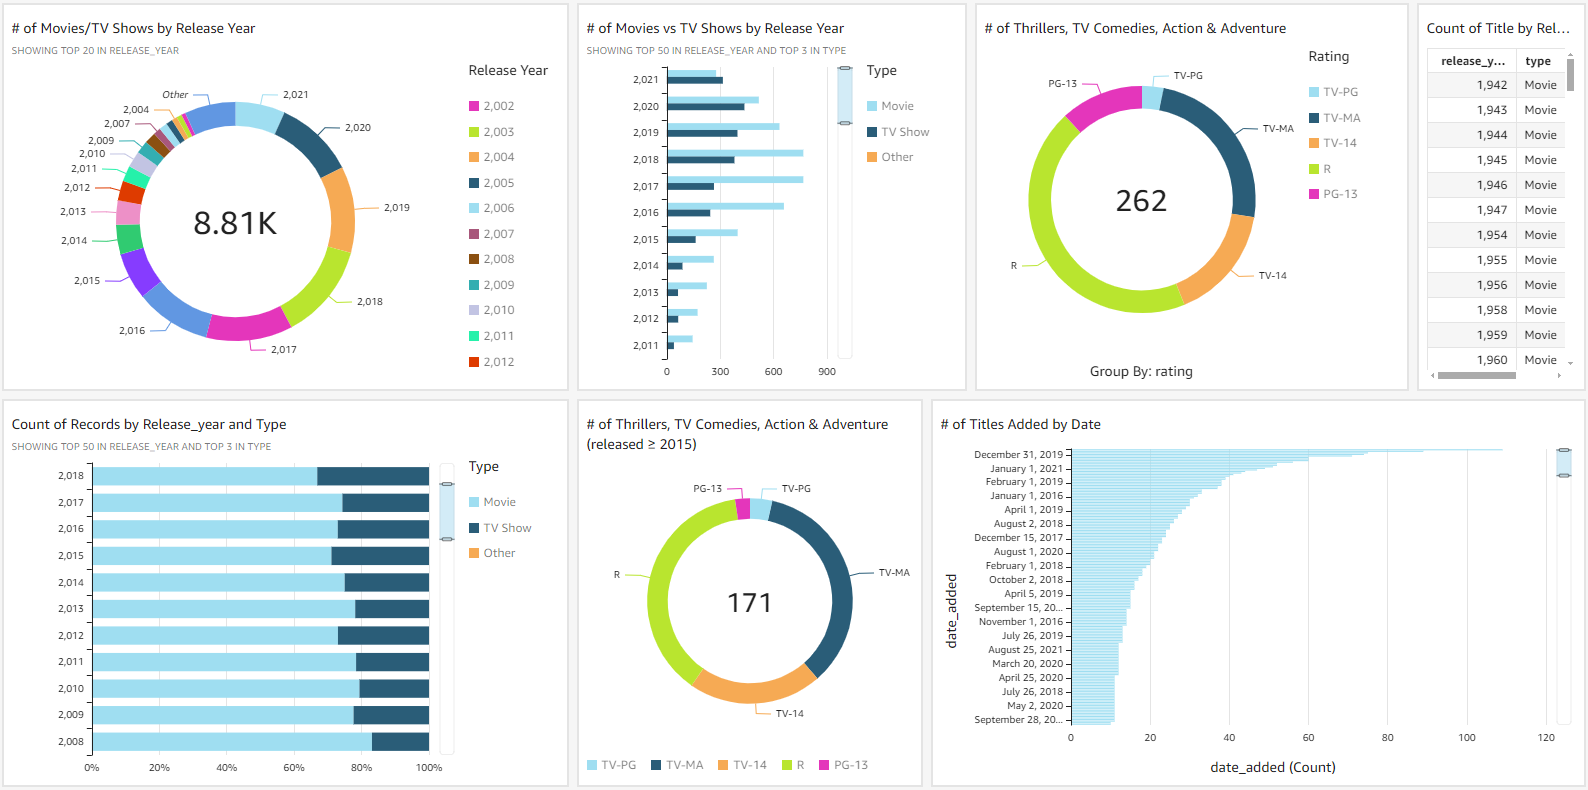 # of Movies/TV Shows by Release Year
SHOWING TOP 20 IN RELEASE_YEAR
Other
2,021
2,004
2,020
2,007
2,009
2,010
2,011
2,012
2,019
2,013
8.81K
2,014
2,015
2,018
2,016
2,017
Release Year
2,002
2,003
2,004
2,005
2,006
2,007
2,008
2,009
2,010
2,011
2,012
# of Movies vs TV Shows by Release Year
SHOWING TOP 50 IN RELEASE_YEAR AND TOP 3 IN TYPE
2,021
2,020
2,019
2,018
2,017
2,016
2,015
2,014
2,013
2,012
2,011
0 300 600 900
Type
Movie
TV Show
Other
# of Thrillers, TV Comedies, Action & Adventure
PG-13
TV-PG
TV-MA
262
R
TV-14
Group By: rating
Rating
TV-PG
TV-MA
TV-14
R
PG-13
Count of Title by Rel...
release_y... type
1,942 Movie
1,943 Movie
1,944 Movie
1,945 Movie
1,946 Movie
1,947 Movie
1,954 Movie
1,955 Movie
1,956 Movie
1,958 Movie
1,959 Movie
1,960 Movie
Count of Records by Release_year and Type
SHOWING TOP 50 IN RELEASE_YEAR AND TOP 3 IN TYPE
2,018
2,017
2,016
2,015
2,014
2,013
2,012
2,011
2,010
2,009
2,008
0% 20% 40% 60% 80% 100%
Type
Movie
TV Show
Other
# of Thrillers, TV Comedies, Action & Adventure
(released ≥ 2015)
PG-13
TV-PG
R
TV-MA
171
TV-14
TV-PG TV-MA TV-14 R PG-13
# of Titles Added by Date
date_added
December 31, 2019
January 1, 2021
February 1, 2019
January 1, 2016
April 1, 2019
August 2, 2018
December 15, 2017
August 1, 2020
February 1, 2018
October 2, 2018
April 5, 2019
September 15, 20...
November 1, 2016
July 26, 2019
August 25, 2021
March 20, 2020
April 25, 2020
July 26, 2018
May 2, 2020
September 28, 20...
0 20 40 60 80 100 120
date_added (Count)